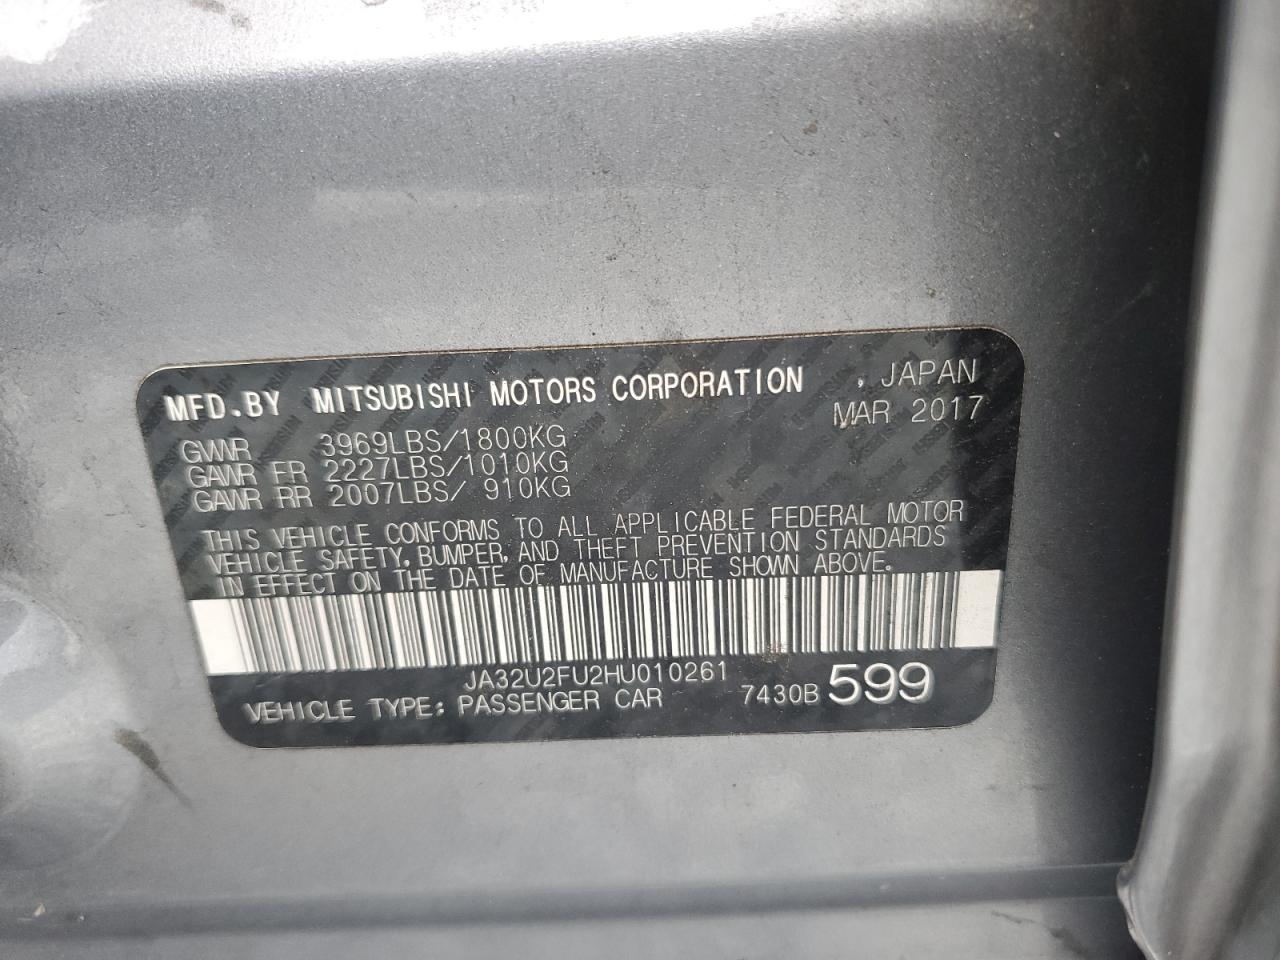 MFD.BY MITSUBISHI MOTORS CORPORATION , JAPAN
MAR 2017
GVWR 3969LBS/1800KG
GAWR FR 2227LBS/1010KG
GAWR RR 2007LBS/ 910KG
THIS VEHICLE CONFORMS TO ALL APPLICABLE FEDERAL MOTOR
VEHICLE SAFETY, BUMPER, AND THEFT PREVENTION STANDARDS
IN EFFECT ON THE DATE OF MANUFACTURE SHOWN ABOVE.
JA32U2FU2HU010261
VEHICLE TYPE: PASSENGER CAR 7430B 599